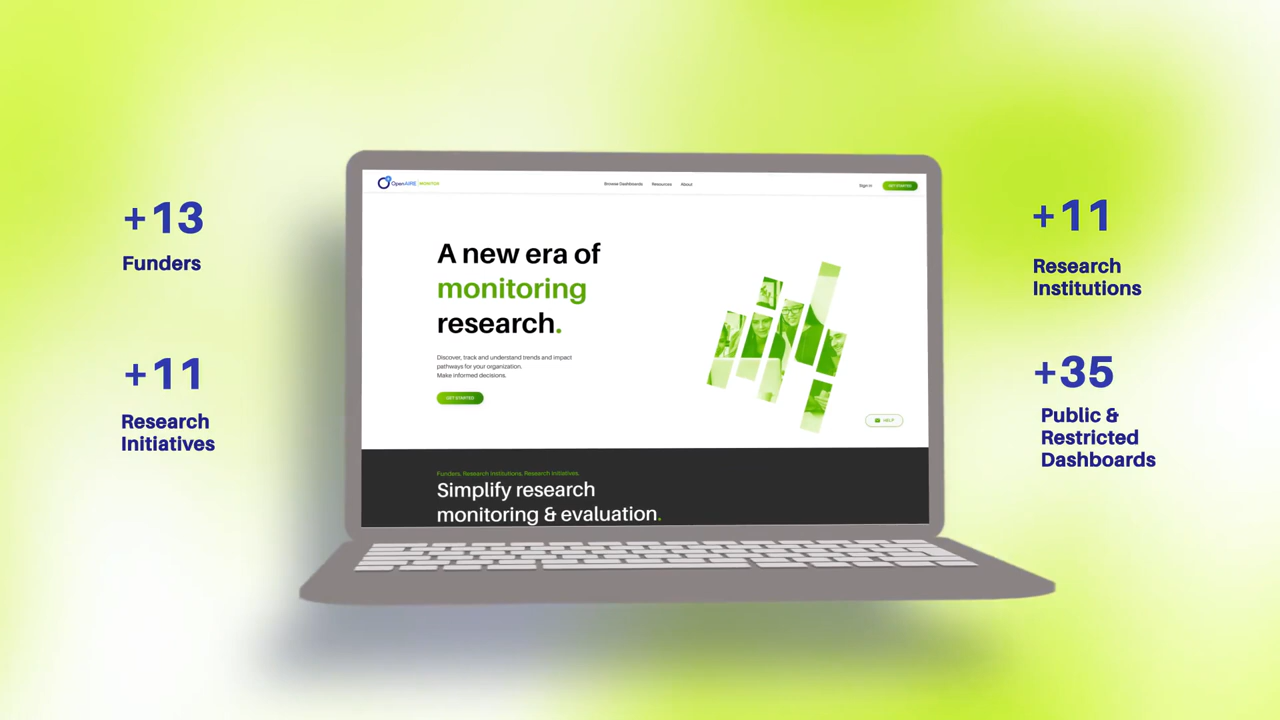 +13
Funders
+11
Research
Initiatives
OpenAIRE | MONITOR
Browse Dashboards
Resources
About
Sign in
GET STARTED
A new era of
monitoring
research.
Discover, track and understand trends and impact
pathways for your organization.
Make informed decisions.
GET STARTED
HELP
Funders, Research Institutions, Research Initiatives.
Simplify research
monitoring & evaluation.
+11
Research
Institutions
+35
Public &
Restricted
Dashboards